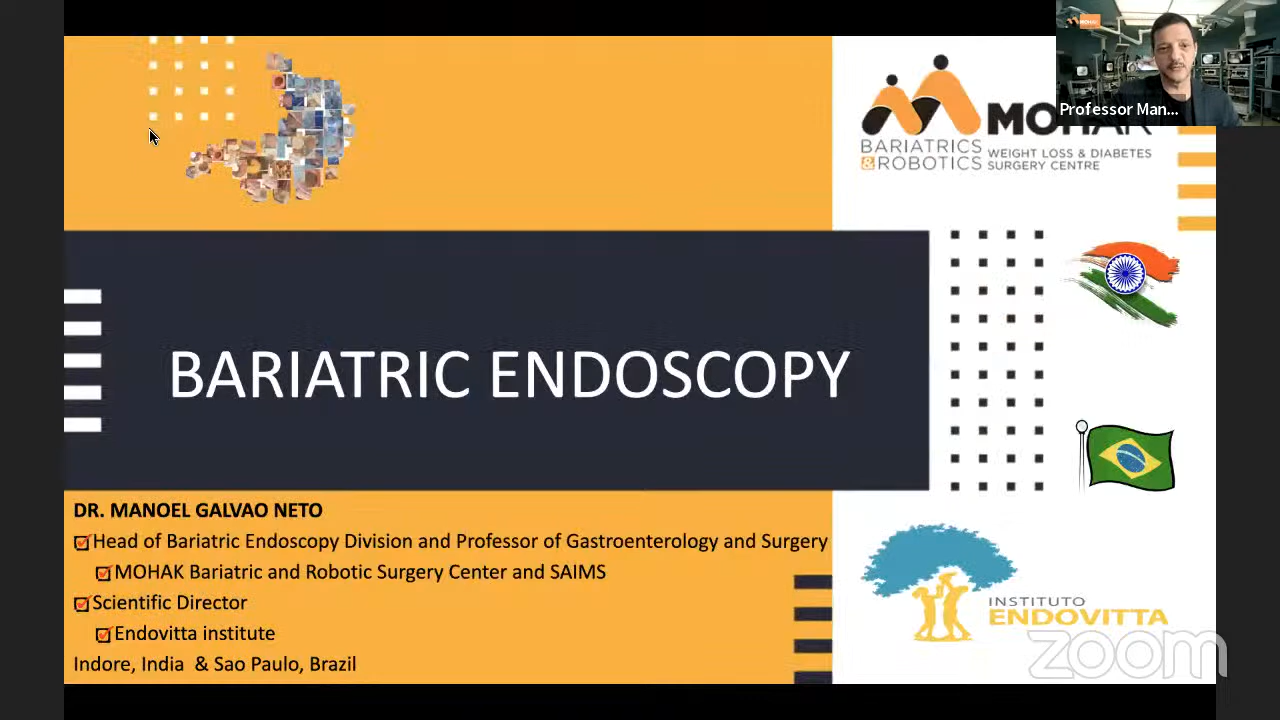 MOHAK
Professor Man...
MOHAK
BARIATRICS
&ROBOTICS
WEIGHT LOSS & DIABETES
SURGERY CENTRE
BARIATRIC ENDOSCOPY
DR. MANOEL GALVAO NETO
Head of Bariatric Endoscopy Division and Professor of Gastroenterology and Surgery
MOHAK Bariatric and Robotic Surgery Center and SAIMS
Scientific Director
Endovitta institute
Indore, India & Sao Paulo, Brazil
INSTITUTO
ENDOVITTA
zoom